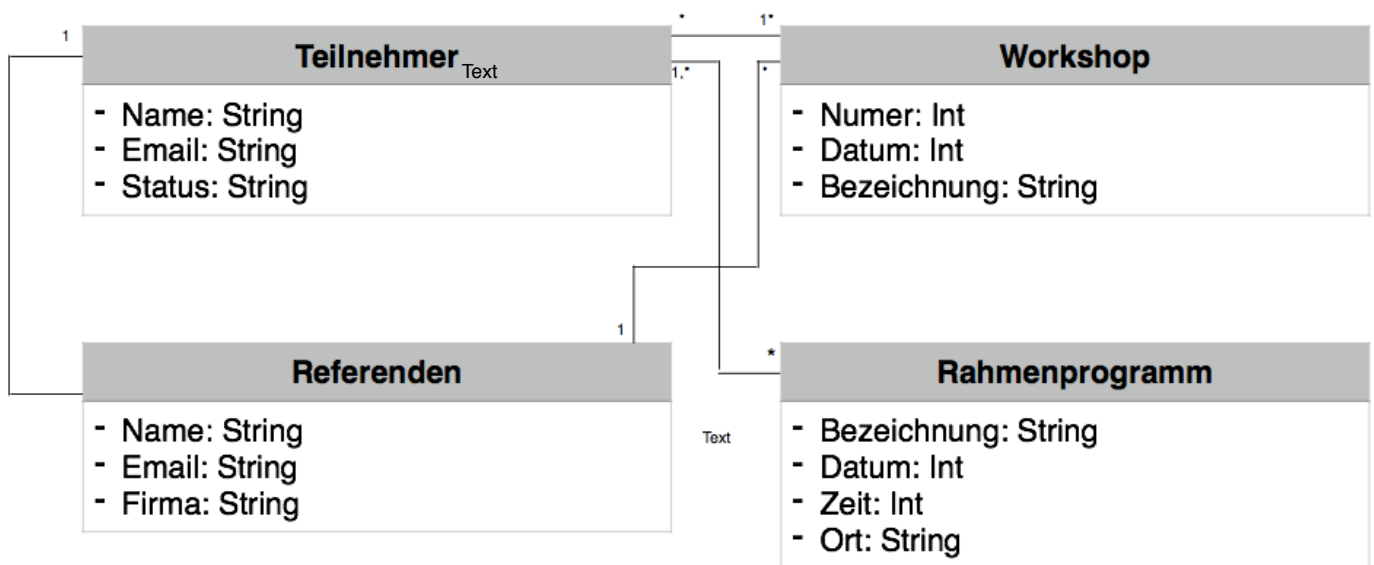 * 1*
1 Teilnehmer Text Workshop
1,* *
- Name: String
- Email: String
- Status: String
- Numer: Int
- Datum: Int
- Bezeichnung: String
1 *
Referenden Rahmenprogramm
- Name: String
- Email: String
- Firma: String
Text
- Bezeichnung: String
- Datum: Int
- Zeit: Int
- Ort: String